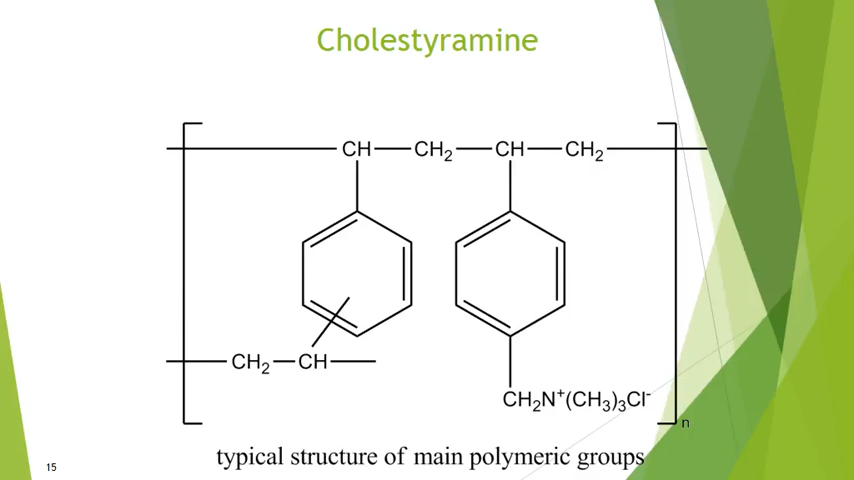 Cholestyramine
CH—CH₂—CH—CH₂
CH₂—CH
CH₂N⁺(CH₃)₃Cl⁻
n
typical structure of main polymeric groups
15